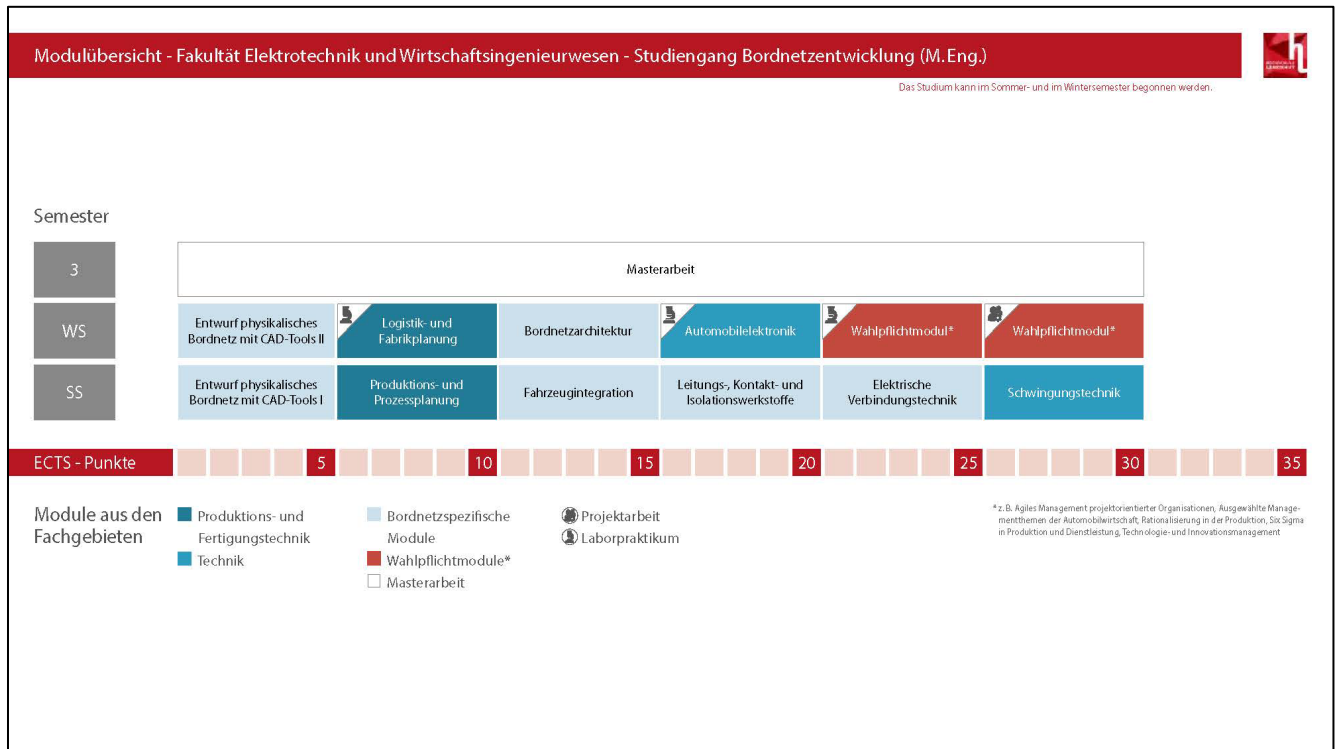 Modulübersicht - Fakultät Elektrotechnik und Wirtschaftsingenieurwesen - Studiengang Bordnetzentwicklung (M. Eng.)
Das Studium kann im Sommer- und im Wintersemester begonnen werden.
Semester
3
Masterarbeit
WS
Entwurf physikalisches
Bordnetz mit CAD-Tools II
Logistik- und
Fabrikplanung
Bordnetzarchitektur
Automobilelektronik
Wahlpflichtmodul*
Wahlpflichtmodul*
SS
Entwurf physikalisches
Bordnetz mit CAD-Tools I
Produktions- und
Prozessplanung
Fahrzeugintegration
Leitungs-, Kontakt- und
Isolationswerkstoffe
Elektrische
Verbindungstechnik
Schwingungstechnik
ECTS - Punkte
5
10
15
20
25
30
35
Module aus den
Fachgebieten
Produktions- und
Fertigungstechnik
Technik
Bordnetzspezifische
Module
Wahlpflichtmodule*
Masterarbeit
Projektarbeit
Laborpraktikum
* z. B. Agiles Management projektorientierter Organisationen, Ausgewählte Manage-
mentthemen der Automobilwirtschaft, Rationalisierung in der Produktion, Six Sigma
in Produktion und Dienstleistung, Technologie- und Innovationsmanagement